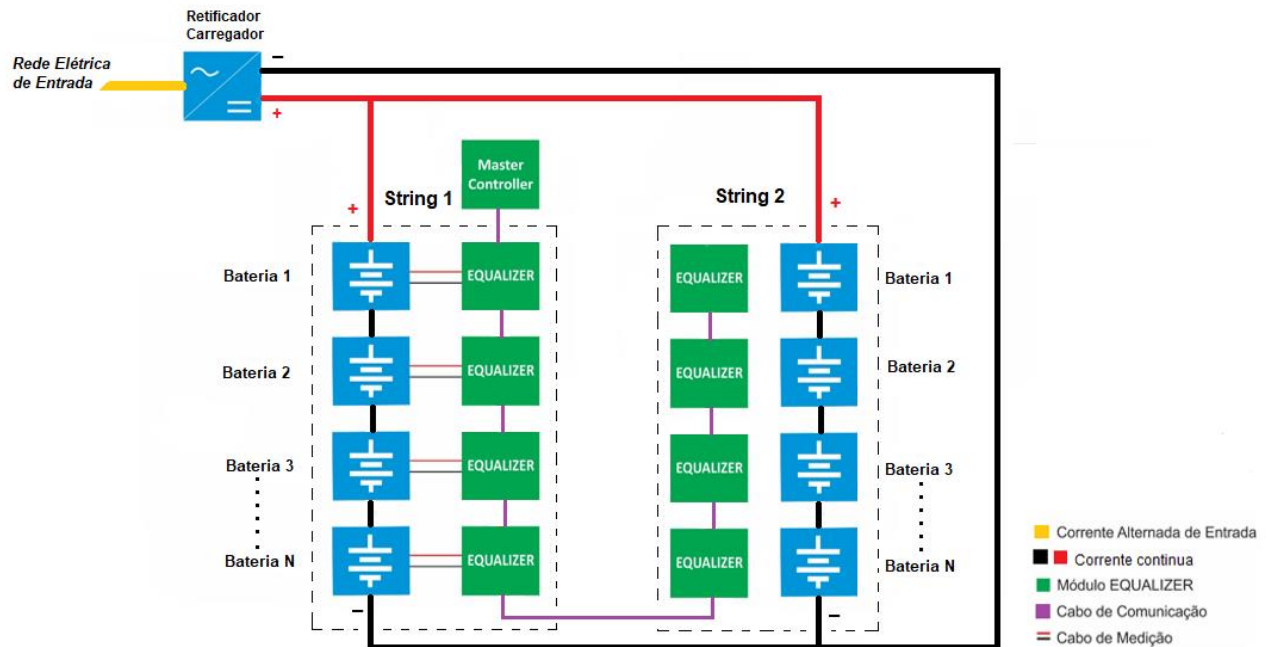 Retificador
Carregador
Rede Elétrica
de Entrada
−
+
Master
Controller
String 1
String 2
+
+
Bateria 1
EQUALIZER
EQUALIZER
Bateria 1
Bateria 2
EQUALIZER
EQUALIZER
Bateria 2
Bateria 3
EQUALIZER
EQUALIZER
Bateria 3
Bateria N
EQUALIZER
EQUALIZER
Bateria N
−
−
Corrente Alternada de Entrada
Corrente continua
Módulo EQUALIZER
Cabo de Comunicação
Cabo de Medição